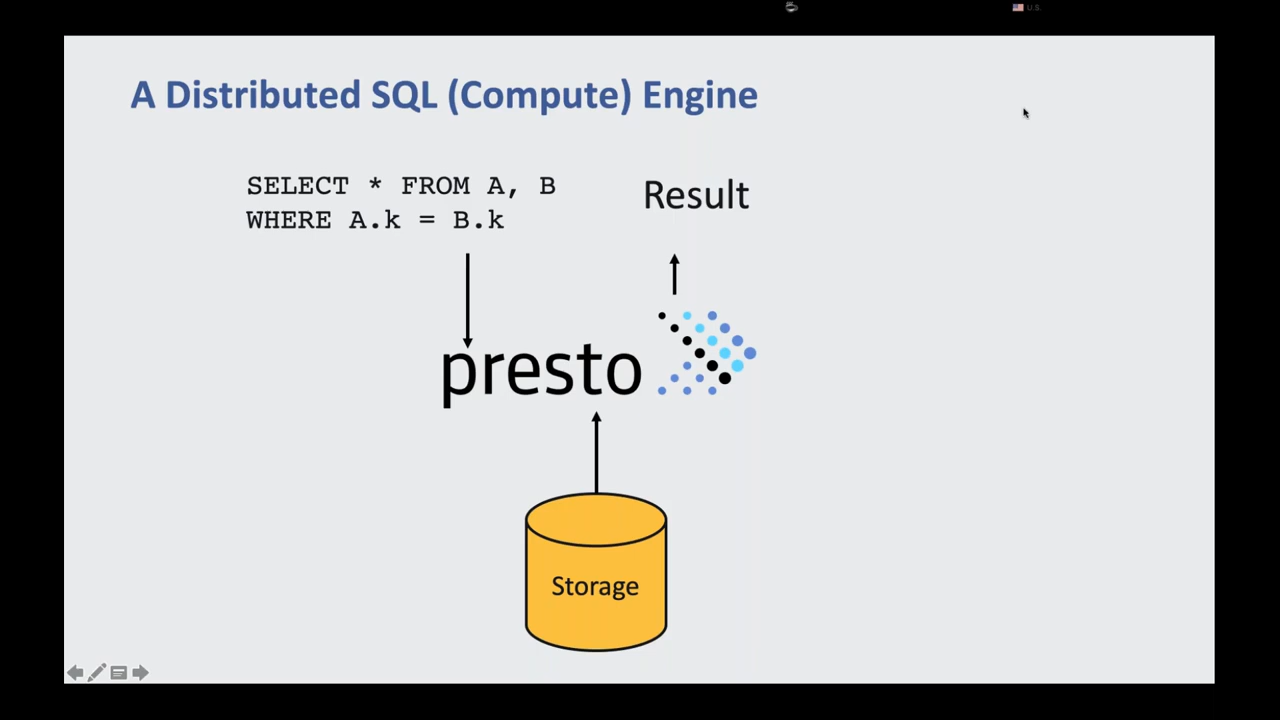 U.S.
A Distributed SQL (Compute) Engine
SELECT * FROM A, B
WHERE A.k = B.k
Result
presto
Storage